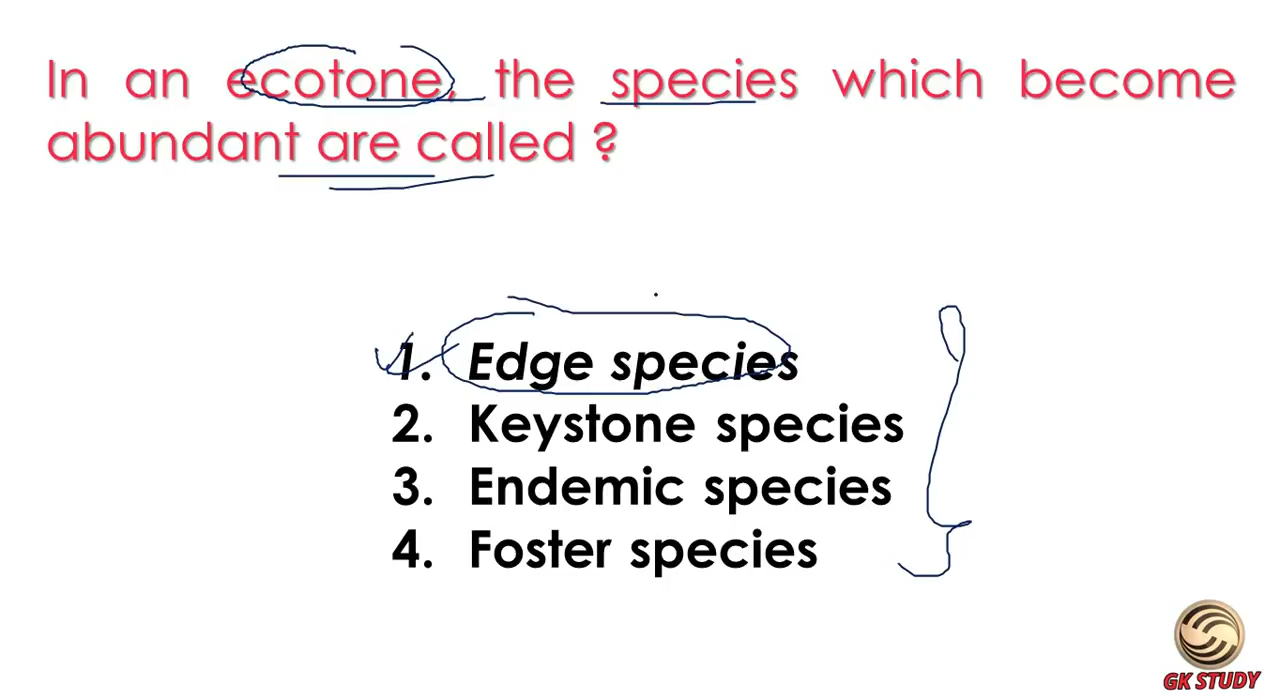 In an ecotone, the species which become
abundant are called ?
1. Edge species
2. Keystone species
3. Endemic species
4. Foster species
GK STUDY